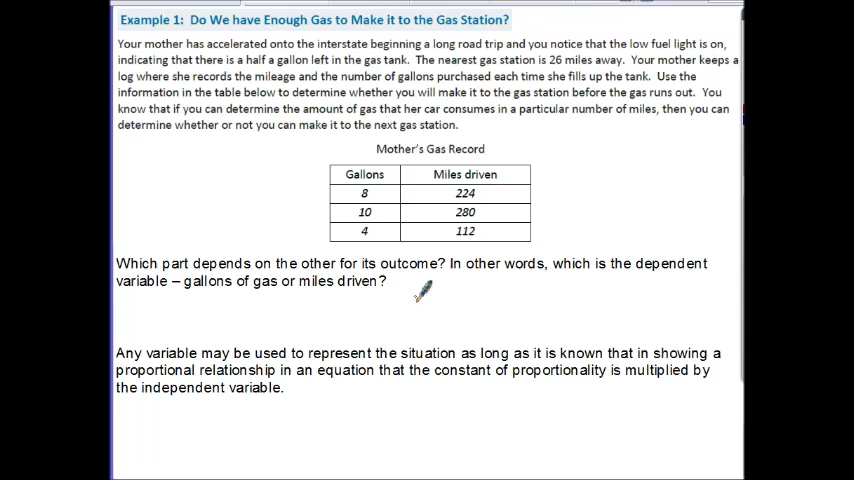 Example 1: Do We have Enough Gas to Make it to the Gas Station?
Your mother has accelerated onto the interstate beginning a long road trip and you notice that the low fuel light is on,
indicating that there is a half a gallon left in the gas tank. The nearest gas station is 26 miles away. Your mother keeps a
log where she records the mileage and the number of gallons purchased each time she fills up the tank. Use the
information in the table below to determine whether you will make it to the gas station before the gas runs out. You
know that if you can determine the amount of gas that her car consumes in a particular number of miles, then you can
determine whether or not you can make it to the next gas station.
Mother's Gas Record
Gallons Miles driven
8 224
10 280
4 112
Which part depends on the other for its outcome? In other words, which is the dependent
variable – gallons of gas or miles driven?
Any variable may be used to represent the situation as long as it is known that in showing a
proportional relationship in an equation that the constant of proportionality is multiplied by
the independent variable.